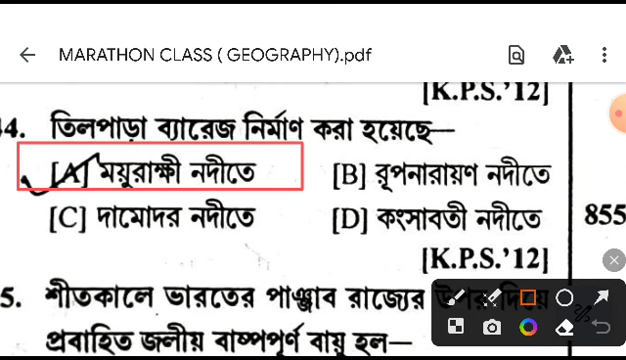 MARATHON CLASS ( GEOGRAPHY).pdf
[K.P.S.'12]
4. তিলপাড়া ব্যারেজ নির্মাণ করা হয়েছে—
[A] ময়ুরাক্ষী নদীতে [B] রূপনারায়ণ নদীতে
[C] দামোদর নদীতে [D] কংসাবতী নদীতে 855
[K.P.S.'12]
5. শীতকালে ভারতের পাঞ্জাব রাজ্যের উপর দিয়ে
প্রবাহিত জলীয় বাষ্পপূর্ণ বায়ু হল—